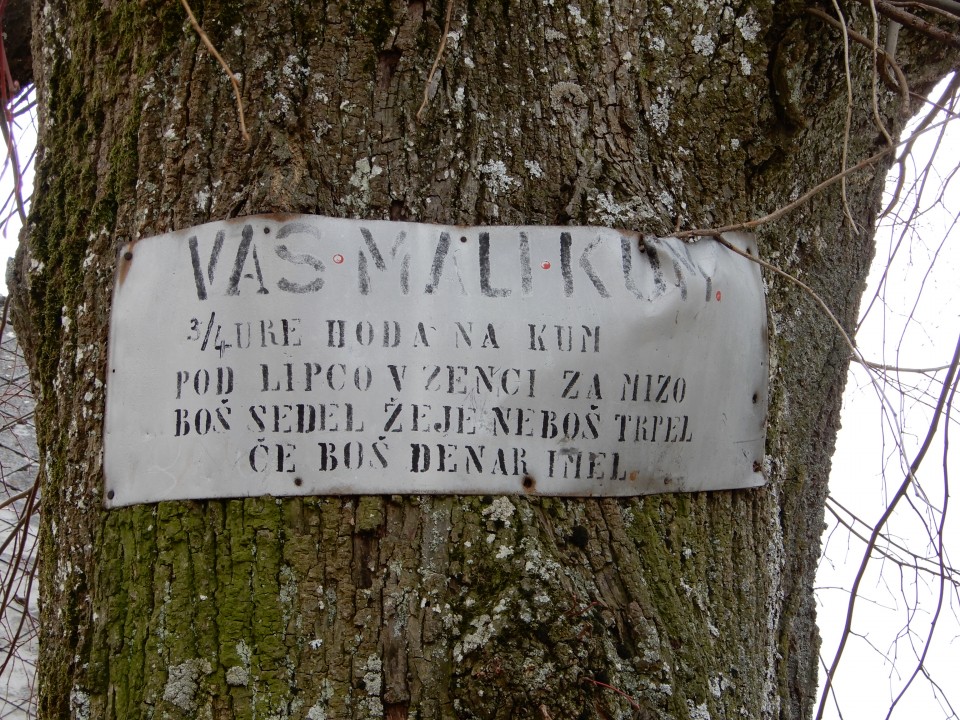 VAS·MALI·KUM.
3/4 URE HODA NA KUM
POD LIPCO V ZENCI ZA MIZO
BOŠ SEDEL ŽEJE NEBOŠ TRPEL
ČE BOŠ DENAR IMEL.